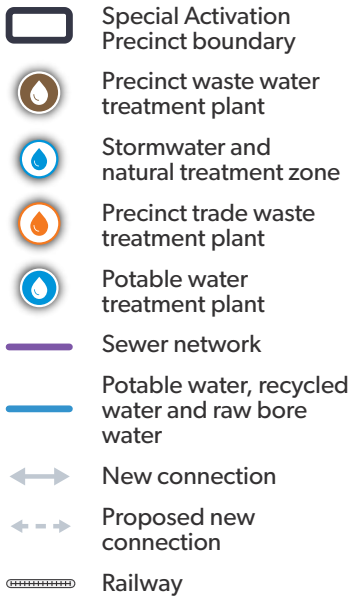 Special Activation
Precinct boundary
Precinct waste water
treatment plant
Stormwater and
natural treatment zone
Precinct trade waste
treatment plant
Potable water
treatment plant
Sewer network
Potable water, recycled
water and raw bore
water
New connection
Proposed new
connection
Railway